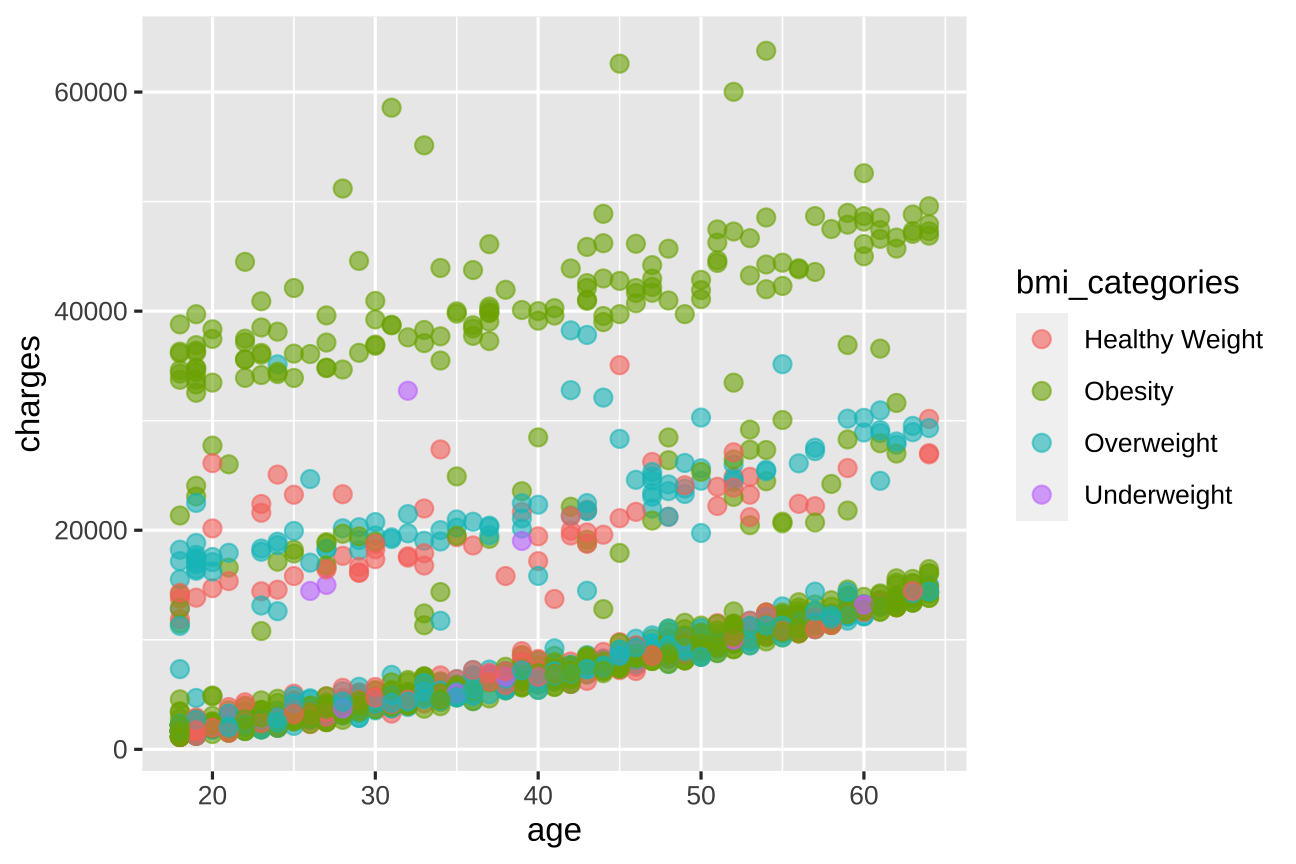 60000
40000
20000
0
charges
20 30 40 50 60
age
bmi_categories
Healthy Weight
Obesity
Overweight
Underweight